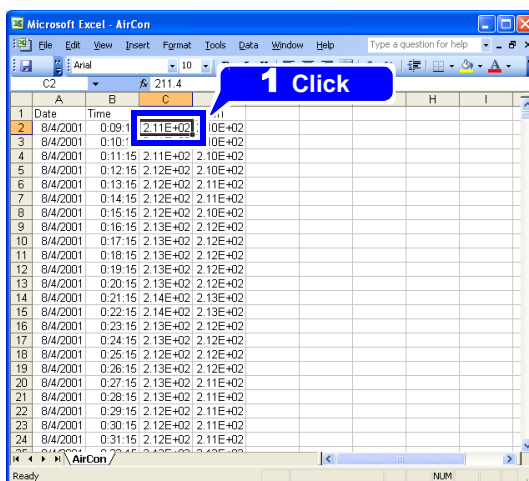 Microsoft Excel - AirCon
File Edit View Insert Format Tools Data Window Help Type a question for help
Arial 10
1 Click
C2 fx 211.4
A B C H I
1 Date Time
2 8/4/2001 0:09:1 2.11E+02 .10E+02
3 8/4/2001 0:10:1 .10E+02
4 8/4/2001 0:11:15 2.11E+02 2.10E+02
5 8/4/2001 0:12:15 2.12E+02 2.10E+02
6 8/4/2001 0:13:15 2.12E+02 2.11E+02
7 8/4/2001 0:14:15 2.12E+02 2.11E+02
8 8/4/2001 0:15:15 2.12E+02 2.10E+02
9 8/4/2001 0:16:15 2.13E+02 2.12E+02
10 8/4/2001 0:17:15 2.13E+02 2.12E+02
11 8/4/2001 0:18:15 2.13E+02 2.12E+02
12 8/4/2001 0:19:15 2.13E+02 2.12E+02
13 8/4/2001 0:20:15 2.13E+02 2.12E+02
14 8/4/2001 0:21:15 2.14E+02 2.13E+02
15 8/4/2001 0:22:15 2.14E+02 2.13E+02
16 8/4/2001 0:23:15 2.13E+02 2.12E+02
17 8/4/2001 0:24:15 2.13E+02 2.12E+02
18 8/4/2001 0:25:15 2.12E+02 2.12E+02
19 8/4/2001 0:26:15 2.13E+02 2.12E+02
20 8/4/2001 0:27:15 2.13E+02 2.11E+02
21 8/4/2001 0:28:15 2.13E+02 2.11E+02
22 8/4/2001 0:29:15 2.12E+02 2.11E+02
23 8/4/2001 0:30:15 2.12E+02 2.11E+02
24 8/4/2001 0:31:15 2.12E+02 2.11E+02
AirCon
Ready NUM